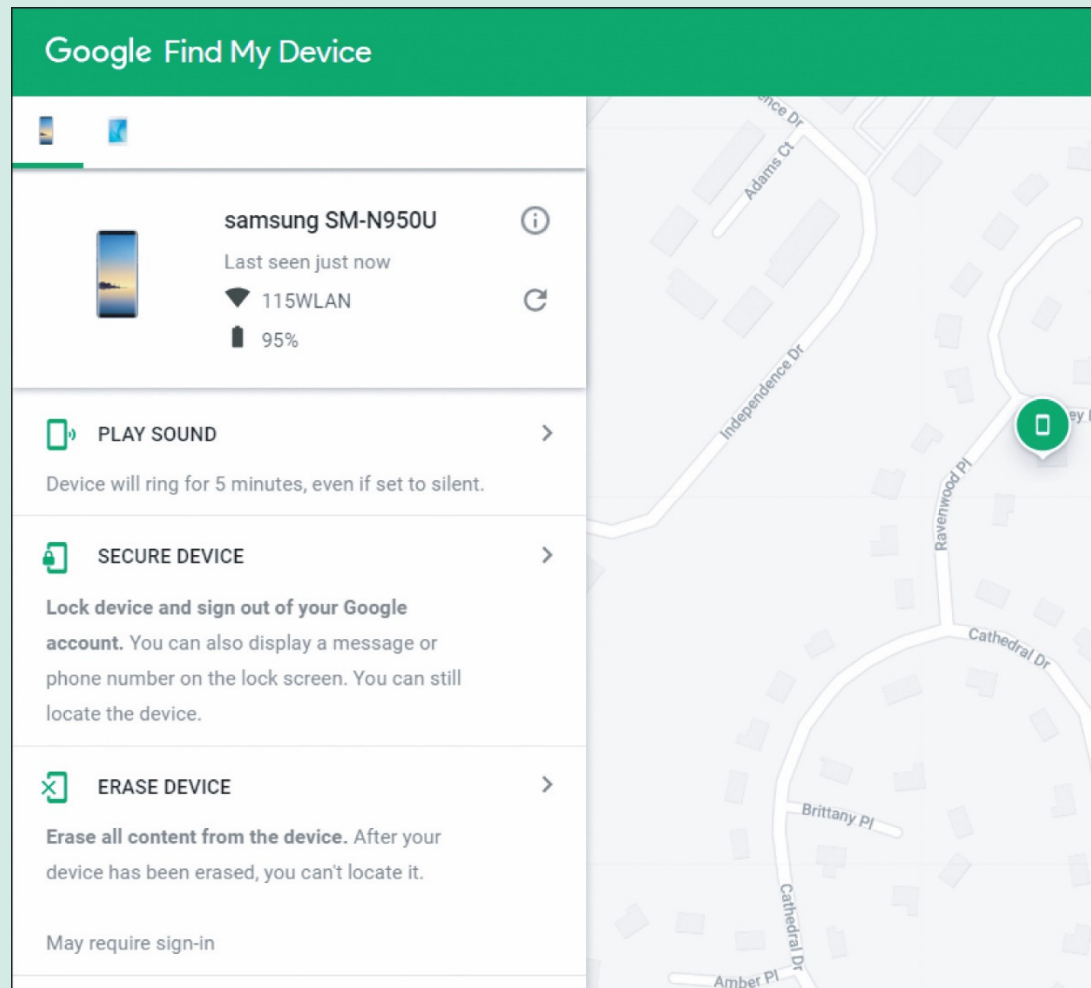 Google Find My Device
samsung SM-N950U
Last seen just now
115WLAN
95%
PLAY SOUND
Device will ring for 5 minutes, even if set to silent.
SECURE DEVICE
Lock device and sign out of your Google
account. You can also display a message or
phone number on the lock screen. You can still
locate the device.
ERASE DEVICE
Erase all content from the device. After your
device has been erased, you can't locate it.
May require sign-in
Adams Ct
Independence Dr
Ravenwood Pl
Cathedral Dr
Brittany Pl
Cathedral Dr
Amber Pl